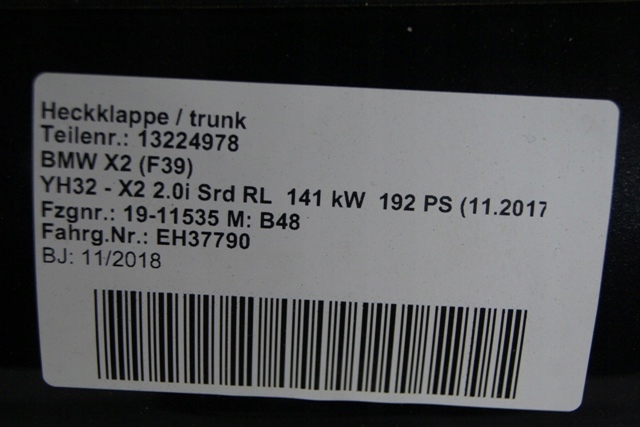 Heckklappe / trunk
Teilenr.: 13224978
BMW X2 (F39)
YH32 - X2 2.0i Srd RL 141 kW 192 PS (11.2017
Fzgnr.: 19-11535 M: B48
Fahrg.Nr.: EH37790
BJ: 11/2018